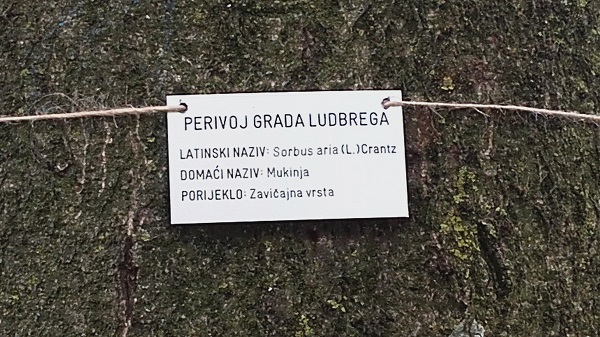 PERIVOJ GRADA LUDBREGA
LATINSKI NAZIV: Sorbus aria (L.) Crantz
DOMAĆI NAZIV: Mukinja
PORIJEKLO: Zavičajna vrsta